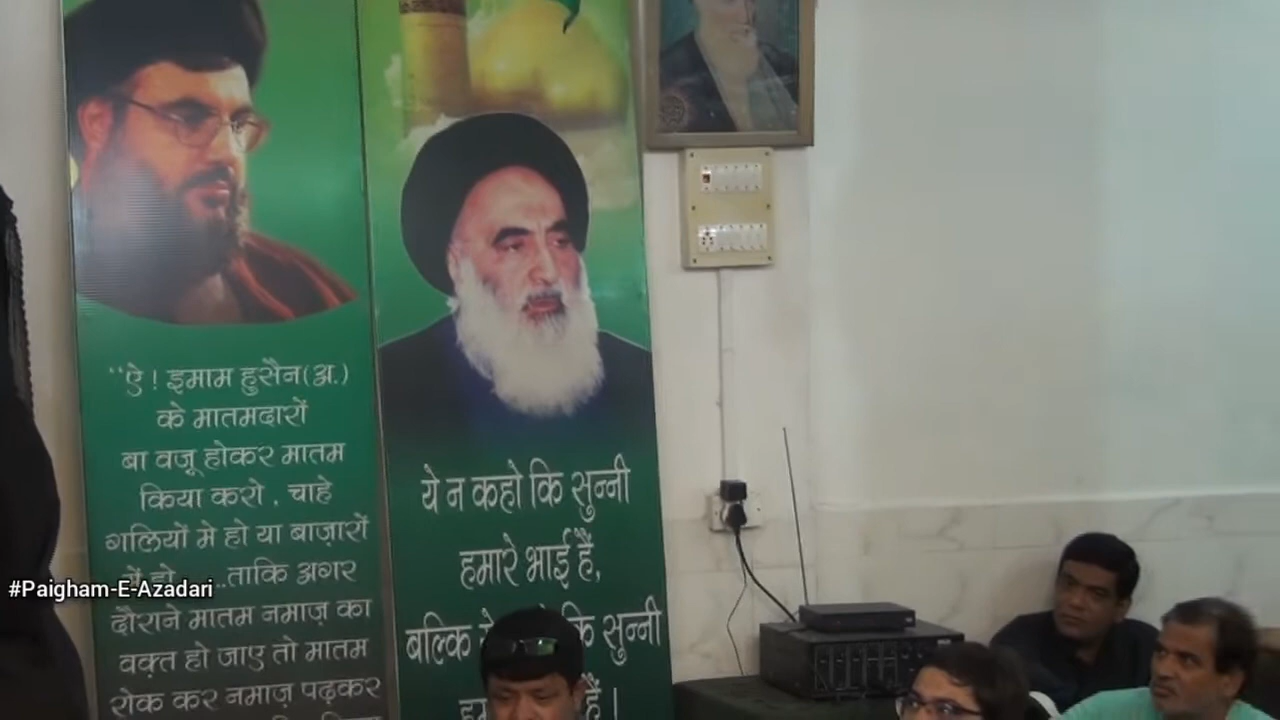 “ऐ ! इमाम हुसैन(अ.)
के मातमदारों
बा वजू होकर मातम
किया करो , चाहे
गलियों मे हो या बाज़ारों
ताकि अगर
दौराने मातम नमाज़ का
वक़्त हो जाए तो मातम
रोक कर नमाज़ पढ़कर
ये न कहो कि सुन्नी
हमारे भाई हैं,
बल्कि कि सुन्नी
हैं |
#Paigham-E-Azadari